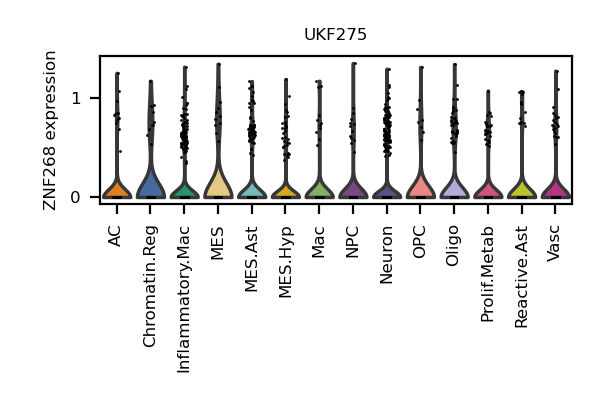 UKF275
ZNF268 expression
1
0
AC
Chromatin.Reg
Inflammatory.Mac
MES
MES.Ast
MES.Hyp
Mac
NPC
Neuron
OPC
Oligo
Prolif.Metab
Reactive.Ast
Vasc